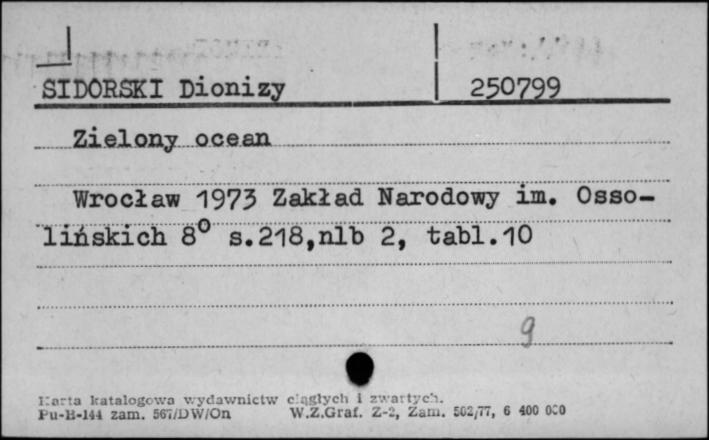 SIDORSKI Dionizy 250799
Zielony ocean
Wrocław 1973 Zakład Narodowy im. Osso-
lińskich 8° s.218,nlb 2, tabl.10
9
Karta katalogowa wydawnictw ciągłych i zwartych.
Pu-B-144 zam. 567/DW/On W.Z.Graf. Z-2, Zam. 502/77, 6 400 000